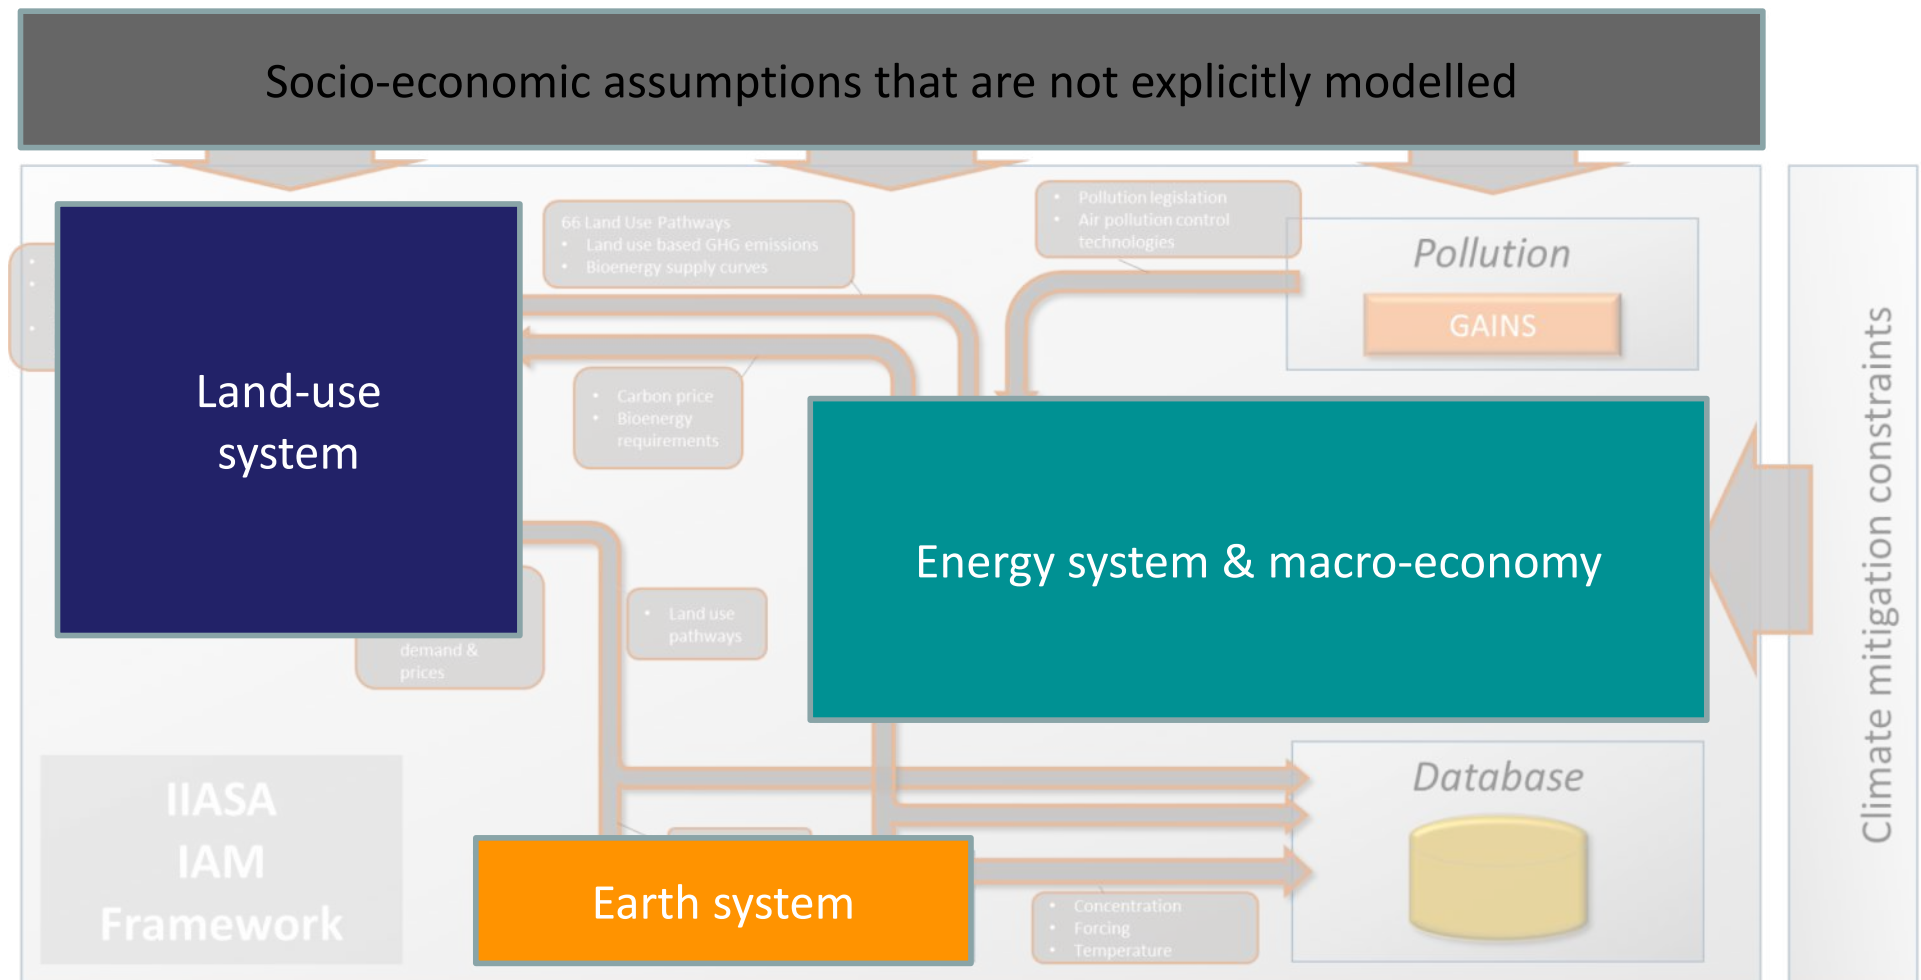 Socio-economic assumptions that are not explicitly modelled
66 Land Use Pathways
• Land use based GHG emissions
• Bioenergy supply curves
• Pollution legislation
• Air pollution control
technologies
Pollution
GAINS
Land-use
system
• Carbon price
• Bioenergy
requirements
Energy system & macro-economy
Climate mitigation constraints
• Land use
pathways
demand &
prices
IIASA
IAM
Framework
Database
Earth system
• Concentration
• Forcing
• Temperature